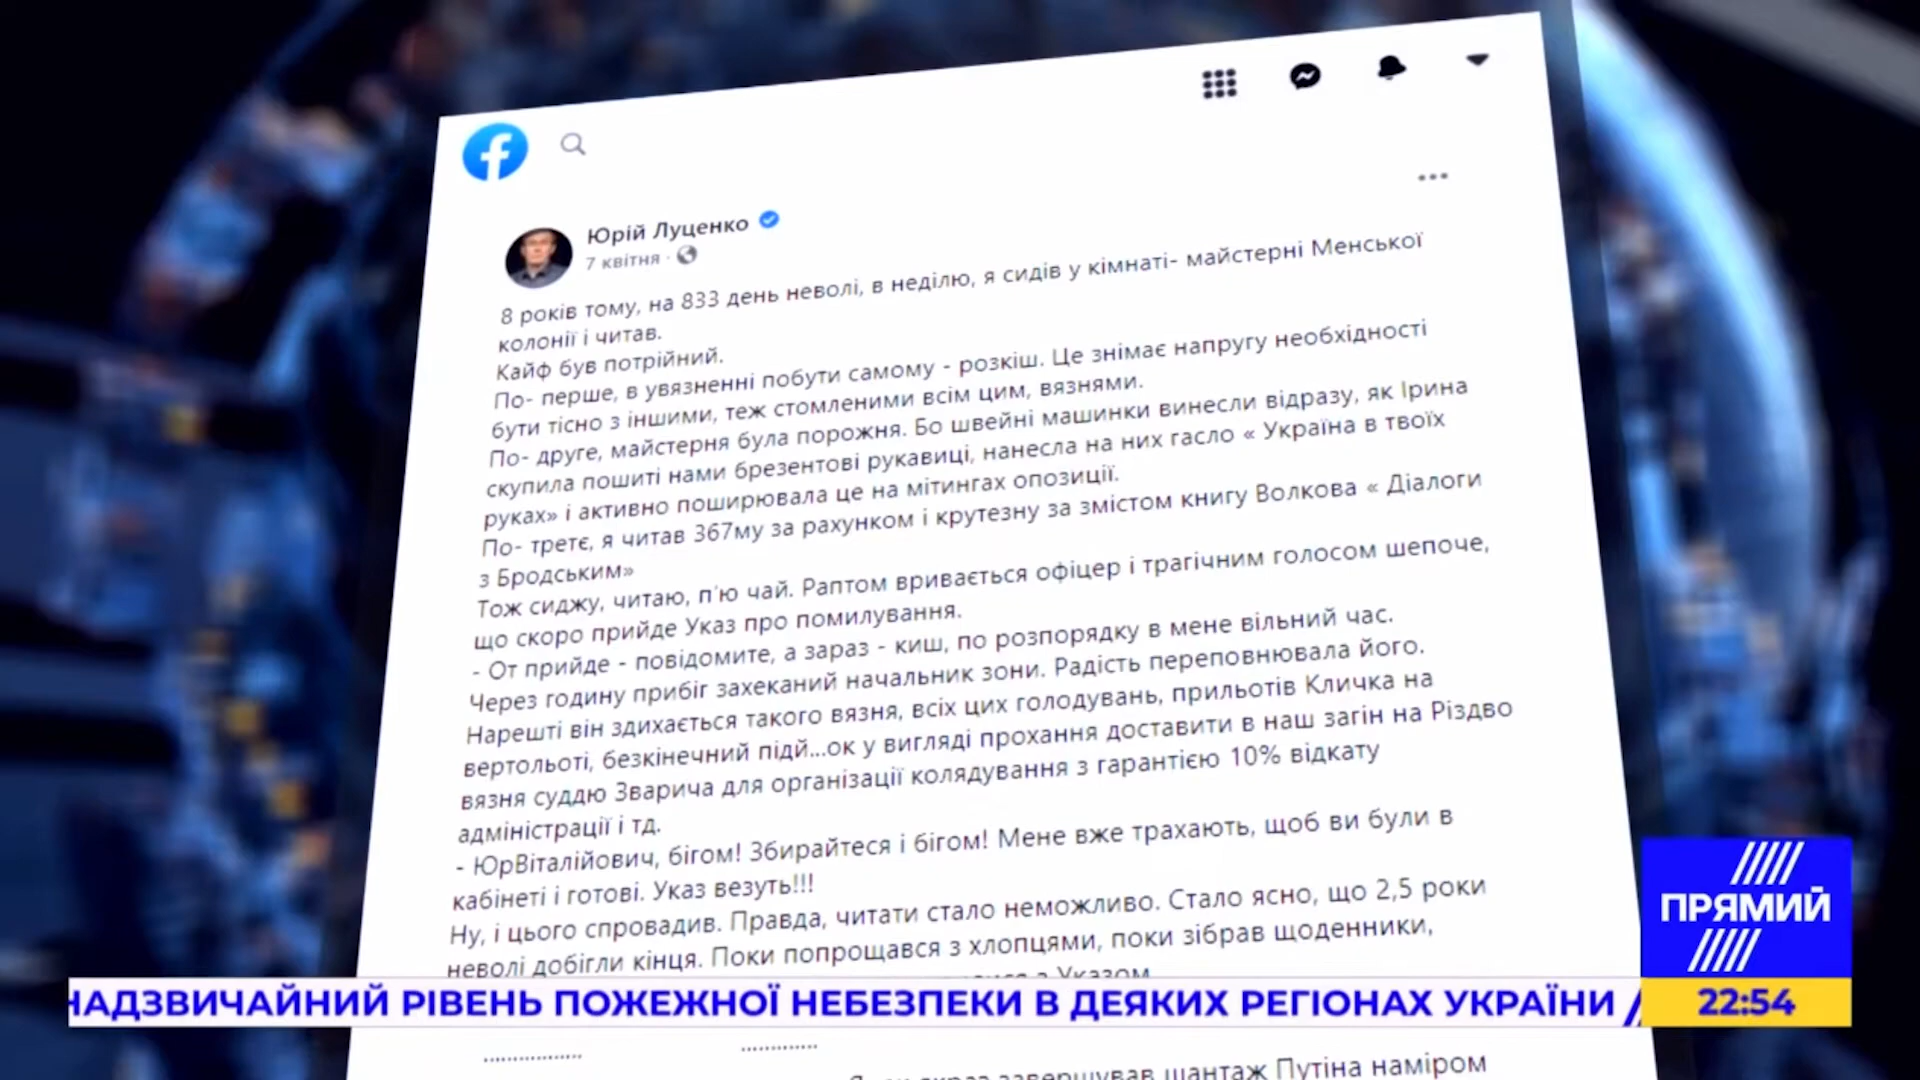 Юрій Луценко
7 квітня ·
8 років тому, на 833 день неволі, в неділю, я сидів у кімнаті- майстерні Менської
колонії і читав.
Кайф був потрійний.
По- перше, в увязненні побути самому - розкіш. Це знімає напругу необхідності
бути тісно з іншими, теж стомленими всім цим, вязнями.
По- друге, майстерня була порожня. Бо швейні машинки винесли відразу, як Ірина
скупила пошиті нами брезентові рукавиці, нанесла на них гасло « Україна в твоїх
руках» і активно поширювала це на мітингах опозиції.
По- третє, я читав 367му за рахунком і крутезну за змістом книгу Волкова « Діалоги
з Бродським»
Тож сиджу, читаю, п'ю чай. Раптом вривається офіцер і трагічним голосом шепоче,
що скоро прийде Указ про помилування.
- От прийде - повідомите, а зараз - киш, по розпорядку в мене вільний час.
Через годину прибіг захеканий начальник зони. Радість переповнювала його.
Нарешті він здихається такого вязня, всіх цих голодувань, прильотів Кличка на
вертольоті, безкінечний підй...ок у вигляді прохання доставити в наш загін на Різдво
вязня суддю Зварича для організації колядування з гарантією 10% відкату
адміністрації і тд.
- ЮрВіталійович, бігом! Збирайтеся і бігом! Мене вже трахають, щоб ви були в
кабінеті і готові. Указ везуть!!!
Ну, і цього спровадив. Правда, читати стало неможливо. Стало ясно, що 2,5 роки
неволі добігли кінця. Поки попрощався з хлопцями, поки зібрав щоденники,
з Указом
ПРЯМИЙ
НАДЗВИЧАЙНИЙ РІВЕНЬ ПОЖЕЖНОЇ НЕБЕЗПЕКИ В ДЕЯКИХ РЕГІОНАХ УКРАЇНИ //
22:54
завершував шантаж Путіна наміром